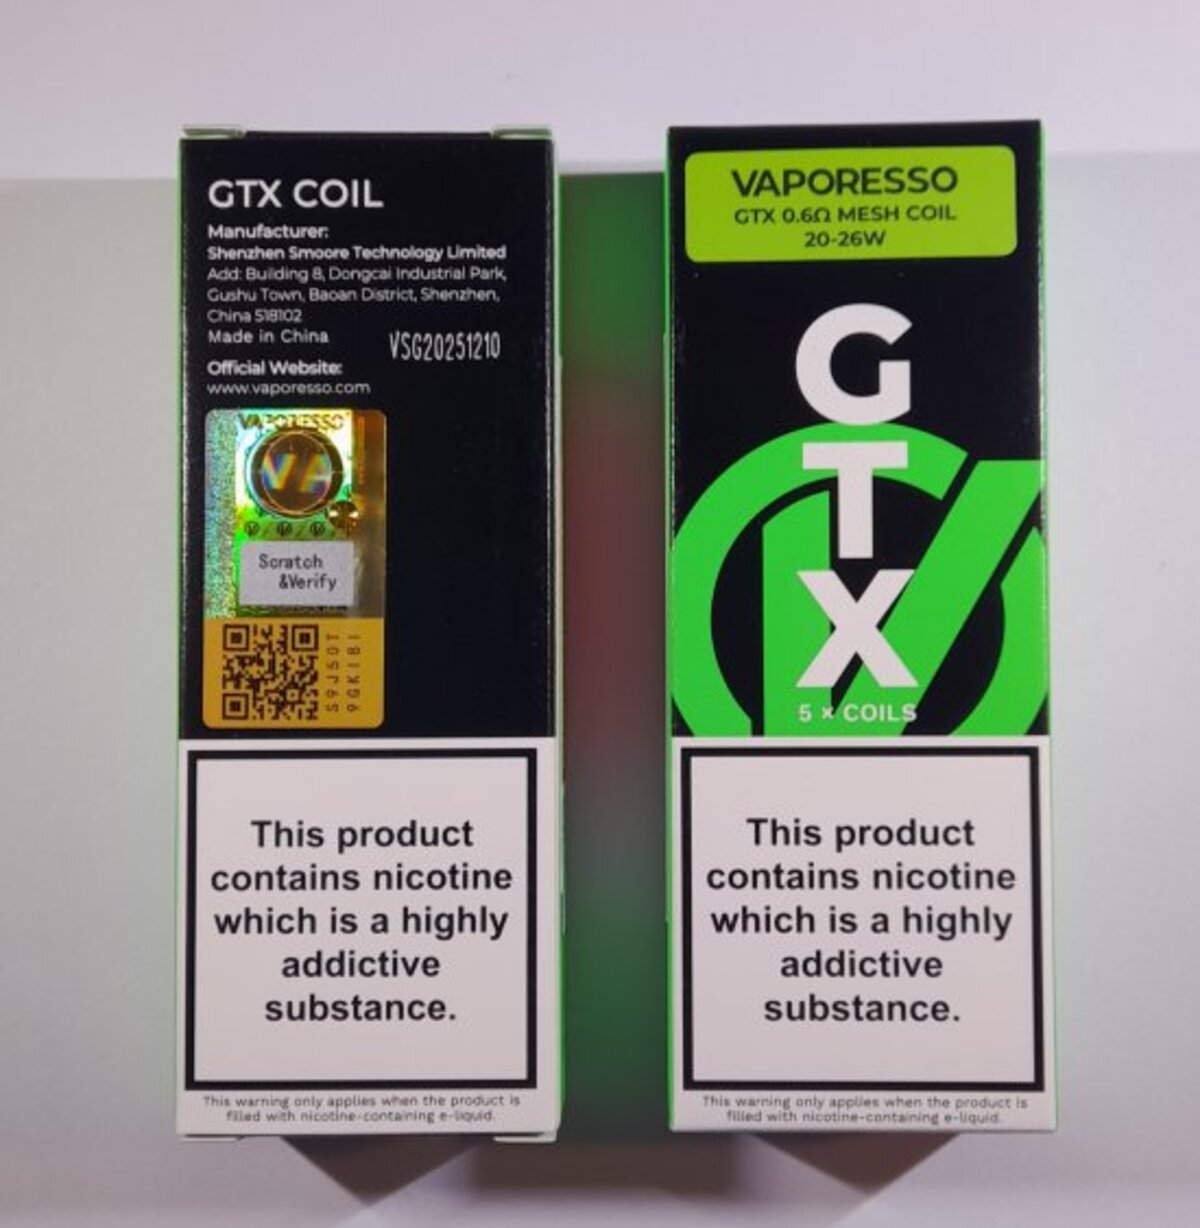 GTX COIL
Manufacturer:
Shenzhen Smoore Technology Limited
Add: Building 8, Dongcai Industrial Park,
Gushu Town, Baoan District, Shenzhen,
China 518102
Made in China
VSG20251210
Official Website:
www.vaporesso.com
VAPORESSO
Scratch
&Verify
S9J50T
9GK18I
This product
contains nicotine
which is a highly
addictive
substance.
This warning only applies when the product is
filled with nicotine-containing e-liquid.
VAPORESSO
GTX 0.6Ω MESH COIL
20-26W
G
T
X
5 × COILS
This product
contains nicotine
which is a highly
addictive
substance.
This warning only applies when the product is
filled with nicotine-containing e-liquid.